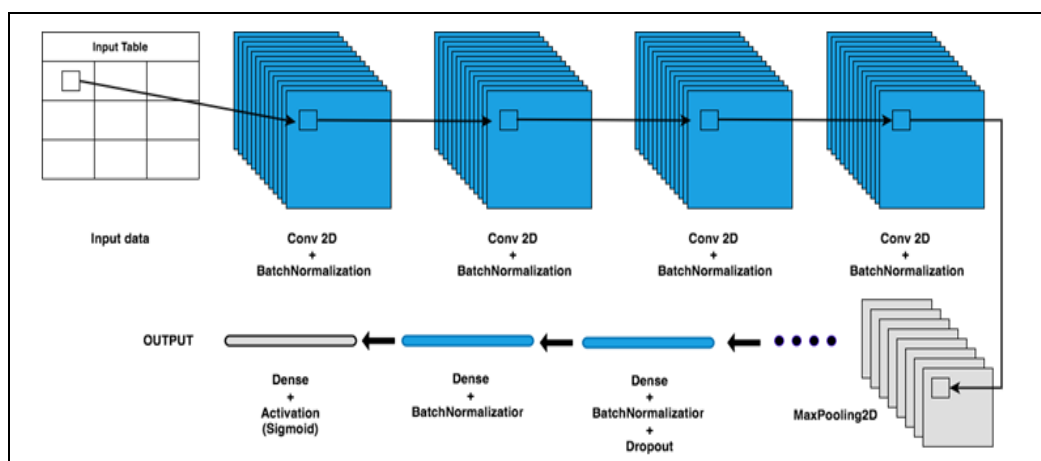 Input Table
Input data
Conv 2D
+
BatchNormalization
Conv 2D
+
BatchNormalization
Conv 2D
+
BatchNormalization
Conv 2D
+
BatchNormalization
OUTPUT
Dense
+
Activation
(Sigmoid)
Dense
+
BatchNormalizatior
Dense
+
BatchNormalizatior
+
Dropout
MaxPooling2D